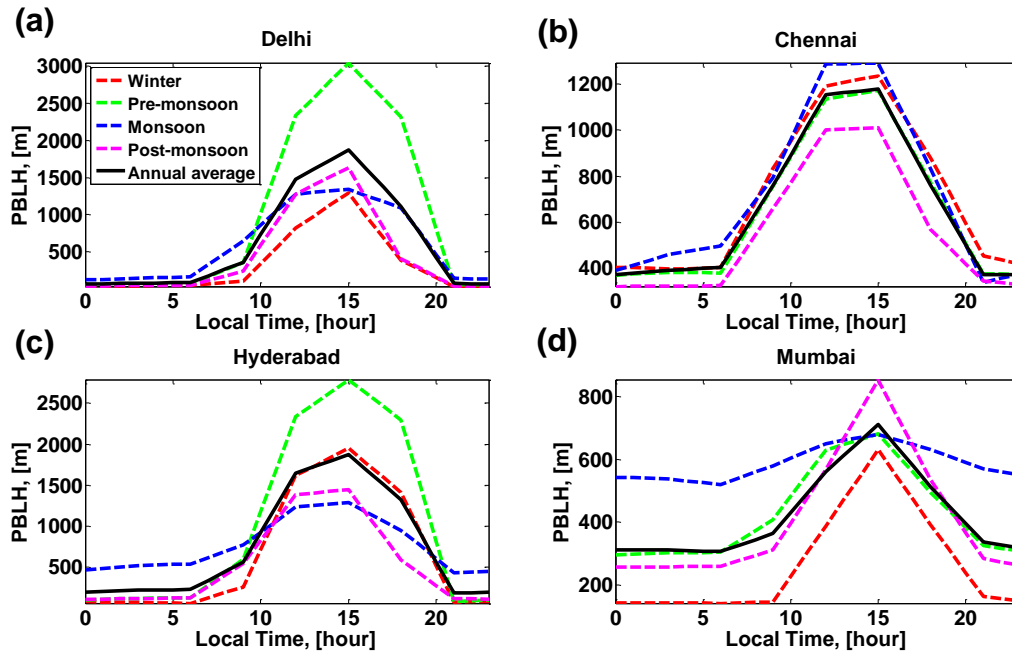 (a)
Delhi
PBLH, [m]
3000
2500
2000
1500
1000
500
0 5 10 15 20
Local Time, [hour]
Winter
Pre-monsoon
Monsoon
Post-monsoon
Annual average
(b)
Chennai
PBLH, [m]
1200
1000
800
600
400
0 5 10 15 20
Local Time, [hour]
(c)
Hyderabad
PBLH, [m]
2500
2000
1500
1000
500
0 5 10 15 20
Local Time, [hour]
(d)
Mumbai
PBLH, [m]
800
600
400
200
0 5 10 15 20
Local Time, [hour]